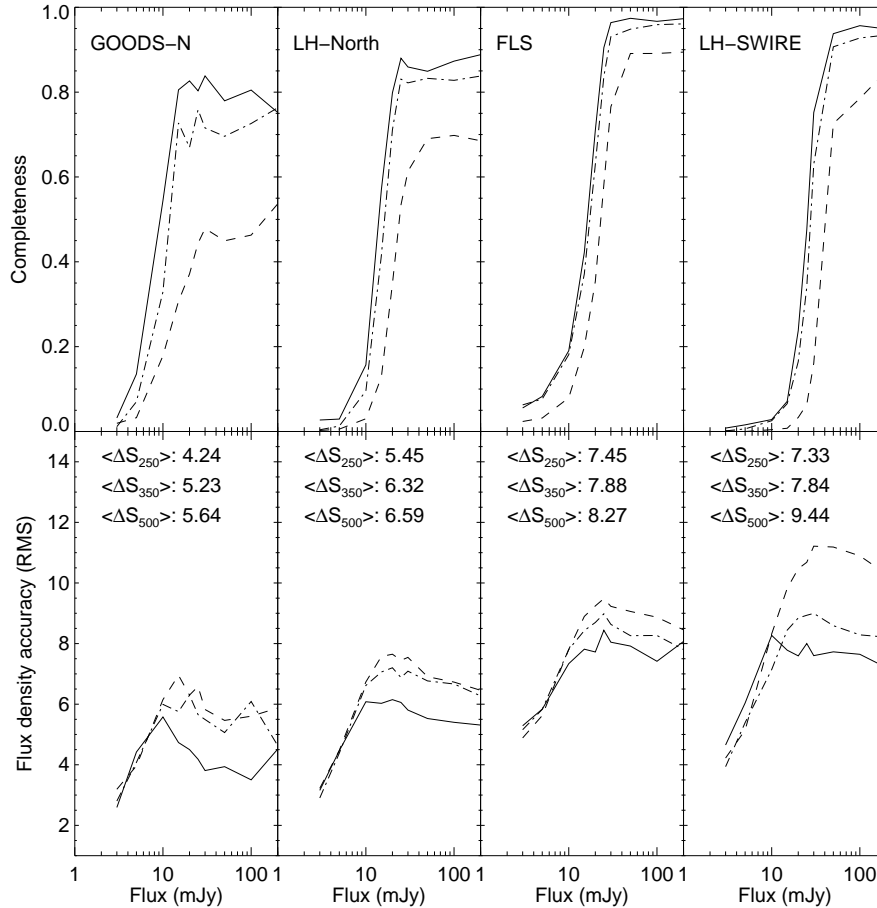 GOODS−N
LH−North
FLS
LH−SWIRE
1.0
0.8
0.6
0.4
0.2
0.0
Completeness
<ΔS250>: 4.24
<ΔS350>: 5.23
<ΔS500>: 5.64
<ΔS250>: 5.45
<ΔS350>: 6.32
<ΔS500>: 6.59
<ΔS250>: 7.45
<ΔS350>: 7.88
<ΔS500>: 8.27
<ΔS250>: 7.33
<ΔS350>: 7.84
<ΔS500>: 9.44
14
12
10
8
6
4
2
Flux density accuracy (RMS)
1 10 100 1 10 100 1 10 100 1 10 100
Flux (mJy) Flux (mJy) Flux (mJy) Flux (mJy)